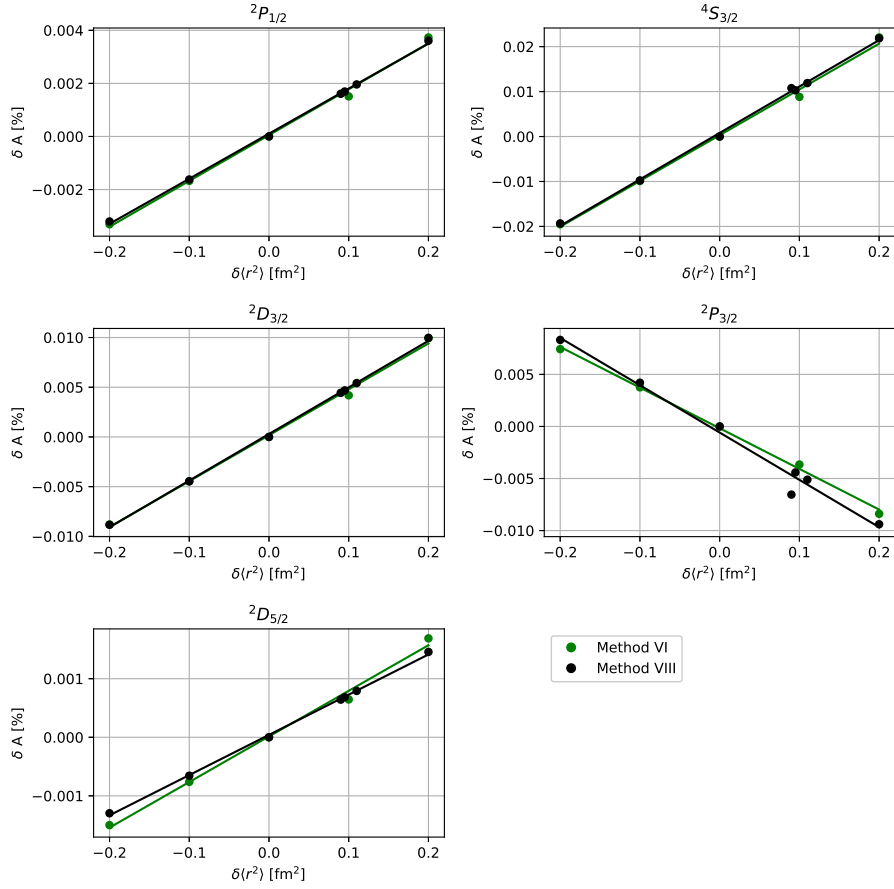 ²P₁/₂
0.004
0.002
0.000
−0.002
δ A [%]
−0.2 −0.1 0.0 0.1 0.2
δ⟨r²⟩ [fm²]
⁴S₃/₂
0.02
0.01
0.00
−0.01
−0.02
δ A [%]
−0.2 −0.1 0.0 0.1 0.2
δ⟨r²⟩ [fm²]
²D₃/₂
0.010
0.005
0.000
−0.005
−0.010
δ A [%]
−0.2 −0.1 0.0 0.1 0.2
δ⟨r²⟩ [fm²]
²P₃/₂
0.005
0.000
−0.005
−0.010
δ A [%]
−0.2 −0.1 0.0 0.1 0.2
δ⟨r²⟩ [fm²]
²D₅/₂
0.001
0.000
−0.001
δ A [%]
−0.2 −0.1 0.0 0.1 0.2
δ⟨r²⟩ [fm²]
Method VI
Method VIII